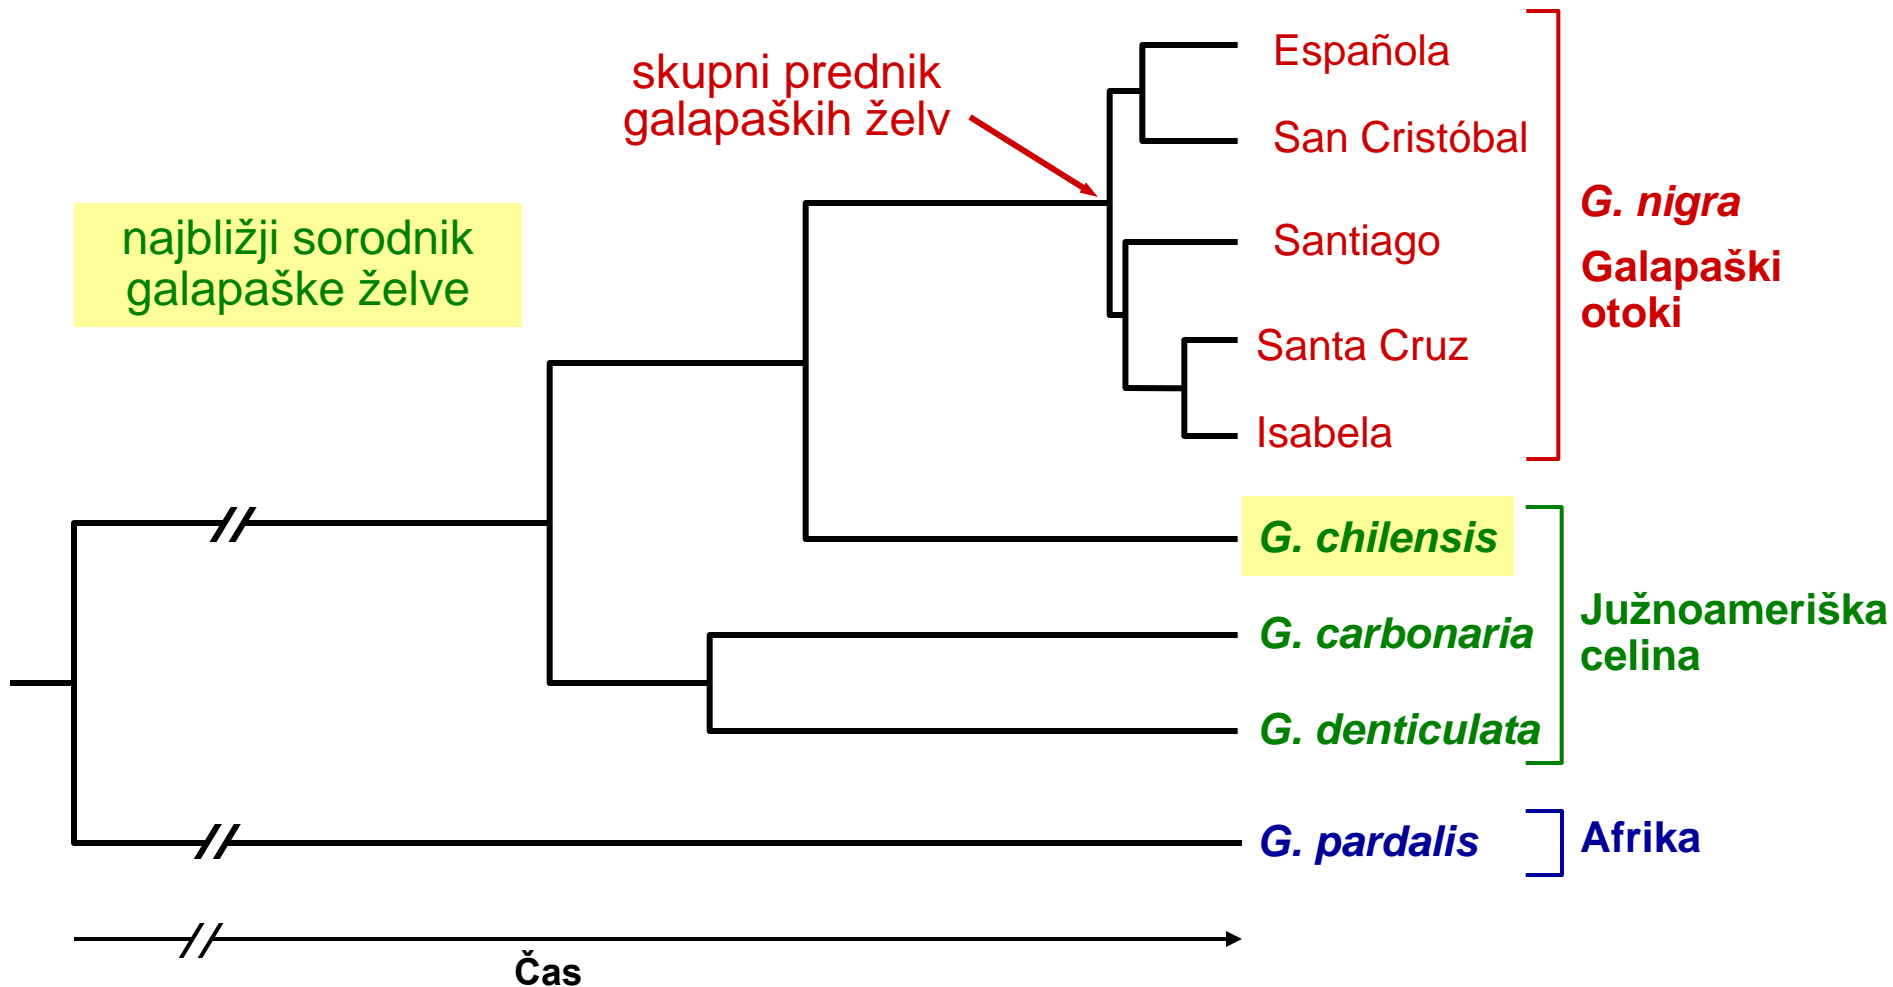 skupni prednik
galapaških želv
najbližji sorodnik
galapaške želve
Española
San Cristóbal
Santiago
Santa Cruz
Isabela
G. nigra
Galapaški
otoki
G. chilensis
G. carbonaria
G. denticulata
Južnoameriška
celina
G. pardalis
Afrika
Čas